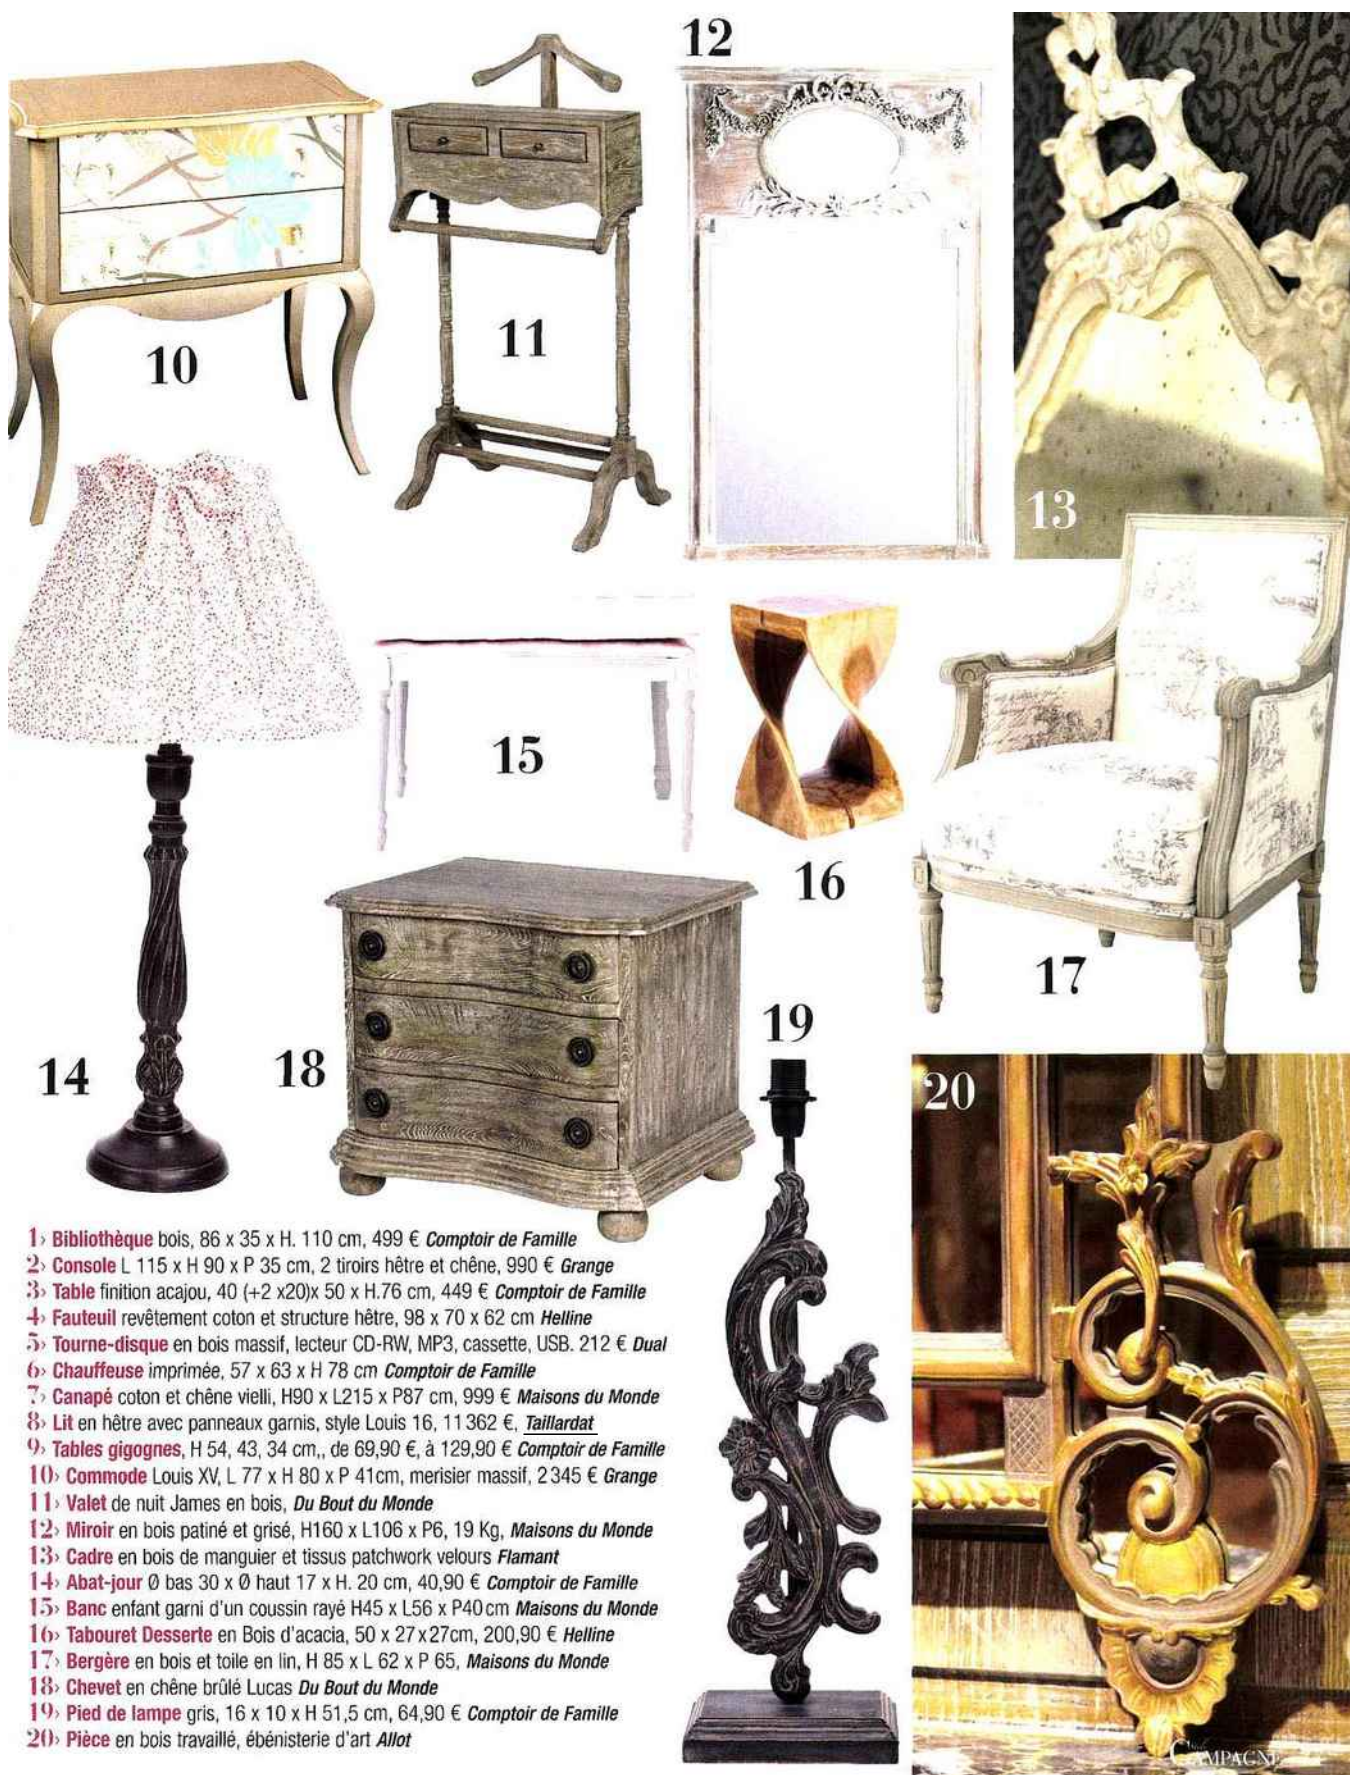 12
10
11
13
15
16
17
14
18
19
20
1› Bibliothèque bois, 86 x 35 x H. 110 cm, 499 € Comptoir de Famille
2› Console L 115 x H 90 x P 35 cm, 2 tiroirs hêtre et chêne, 990 € Grange
3› Table finition acajou, 40 (+2 x20)x 50 x H.76 cm, 449 € Comptoir de Famille
4› Fauteuil revêtement coton et structure hêtre, 98 x 70 x 62 cm Helline
5› Tourne-disque en bois massif, lecteur CD-RW, MP3, cassette, USB. 212 € Dual
6› Chauffeuse imprimée, 57 x 63 x H 78 cm Comptoir de Famille
7› Canapé coton et chêne vielli, H90 x L215 x P87 cm, 999 € Maisons du Monde
8› Lit en hêtre avec panneaux garnis, style Louis 16, 11 362 €, Taillardat
9› Tables gigognes, H 54, 43, 34 cm,, de 69,90 €, à 129,90 € Comptoir de Famille
10› Commode Louis XV, L 77 x H 80 x P 41cm, merisier massif, 2 345 € Grange
11› Valet de nuit James en bois, Du Bout du Monde
12› Miroir en bois patiné et grisé, H160 x L106 x P6, 19 Kg, Maisons du Monde
13› Cadre en bois de manguier et tissus patchwork velours Flamant
14› Abat-jour Ø bas 30 x Ø haut 17 x H. 20 cm, 40,90 € Comptoir de Famille
15› Banc enfant garni d'un coussin rayé H45 x L56 x P40 cm Maisons du Monde
16› Tabouret Desserte en Bois d'acacia, 50 x 27 x 27cm, 200,90 € Helline
17› Bergère en bois et toile en lin, H 85 x L 62 x P 65, Maisons du Monde
18› Chevet en chêne brûlé Lucas Du Bout du Monde
19› Pied de lampe gris, 16 x 10 x H 51,5 cm, 64,90 € Comptoir de Famille
20› Pièce en bois travaillé, ébénisterie d'art Allot
CAMPAGNE